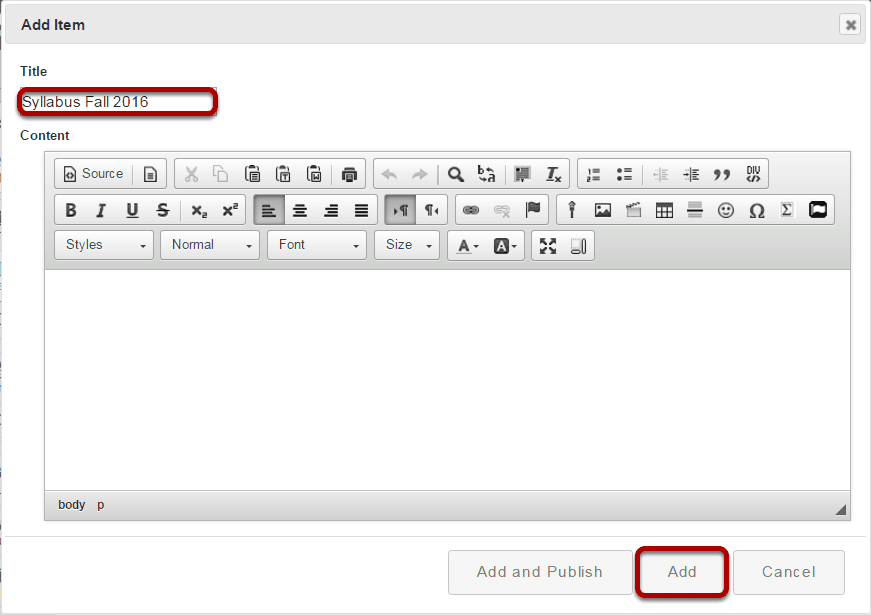 Add Item
Title
Syllabus Fall 2016
Content
Source
Styles Normal Font Size
body p
Add and Publish Add Cancel